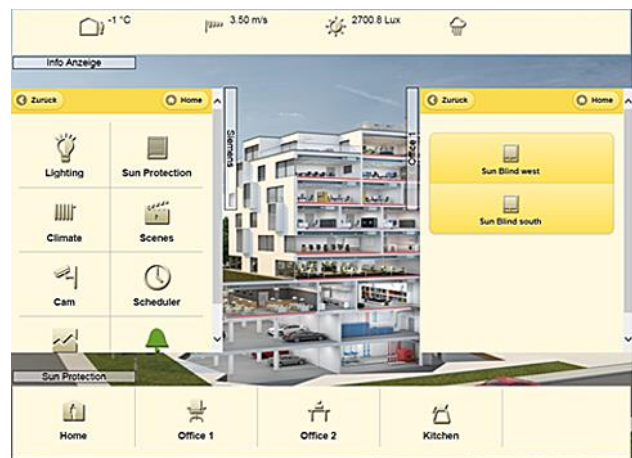 -1 °C
3.50 m/s
2700.8 Lux
Info Anzeige
Zurück
Home
Lighting
Sun Protection
Climate
Scenes
Cam
Scheduler
Siemens
Office 1
Zurück
Home
Sun Blind west
Sun Blind south
Sun Protection
Home
Office 1
Office 2
Kitchen